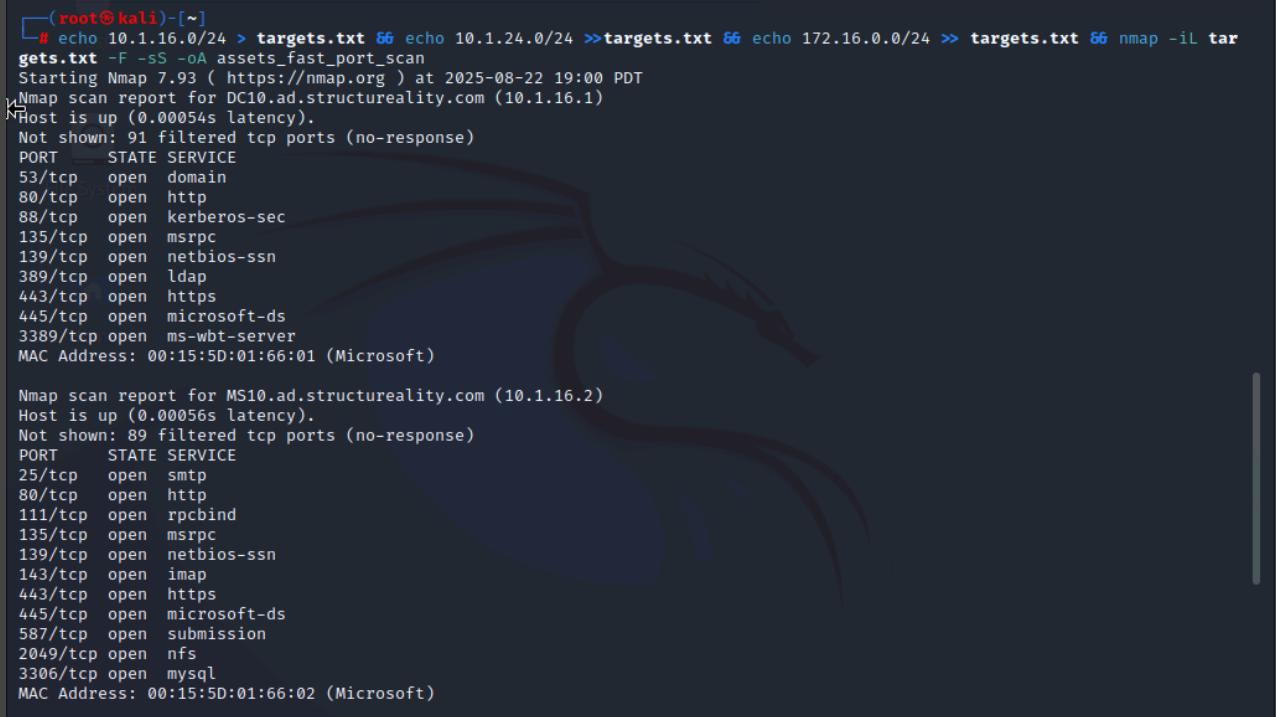 ┌──(root㉿kali)-[~]
└─# echo 10.1.16.0/24 > targets.txt && echo 10.1.24.0/24 >>targets.txt && echo 172.16.0.0/24 >> targets.txt && nmap -iL tar
gets.txt -F -sS -oA assets_fast_port_scan
Starting Nmap 7.93 ( https://nmap.org ) at 2025-08-22 19:00 PDT
Nmap scan report for DC10.ad.structureality.com (10.1.16.1)
Host is up (0.00054s latency).
Not shown: 91 filtered tcp ports (no-response)
PORT     STATE SERVICE
53/tcp   open  domain
80/tcp   open  http
88/tcp   open  kerberos-sec
135/tcp  open  msrpc
139/tcp  open  netbios-ssn
389/tcp  open  ldap
443/tcp  open  https
445/tcp  open  microsoft-ds
3389/tcp open  ms-wbt-server
MAC Address: 00:15:5D:01:66:01 (Microsoft)

Nmap scan report for MS10.ad.structureality.com (10.1.16.2)
Host is up (0.00056s latency).
Not shown: 89 filtered tcp ports (no-response)
PORT     STATE SERVICE
25/tcp   open  smtp
80/tcp   open  http
111/tcp  open  rpcbind
135/tcp  open  msrpc
139/tcp  open  netbios-ssn
143/tcp  open  imap
443/tcp  open  https
445/tcp  open  microsoft-ds
587/tcp  open  submission
2049/tcp open  nfs
3306/tcp open  mysql
MAC Address: 00:15:5D:01:66:02 (Microsoft)